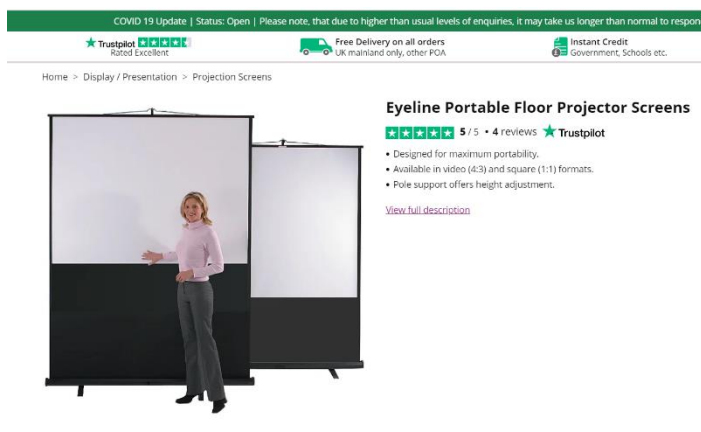 COVID 19 Update | Status: Open | Please note, that due to higher than usual levels of enquiries, it may take us longer than normal to respon
Trustpilot
Rated Excellent
Free Delivery on all orders
UK mainland only, other POA
Instant Credit
Government, Schools etc.
Home > Display / Presentation > Projection Screens
Eyeline Portable Floor Projector Screens
5 / 5 • 4 reviews Trustpilot
• Designed for maximum portability.
• Available in video (4:3) and square (1:1) formats.
• Pole support offers height adjustment.
View full description